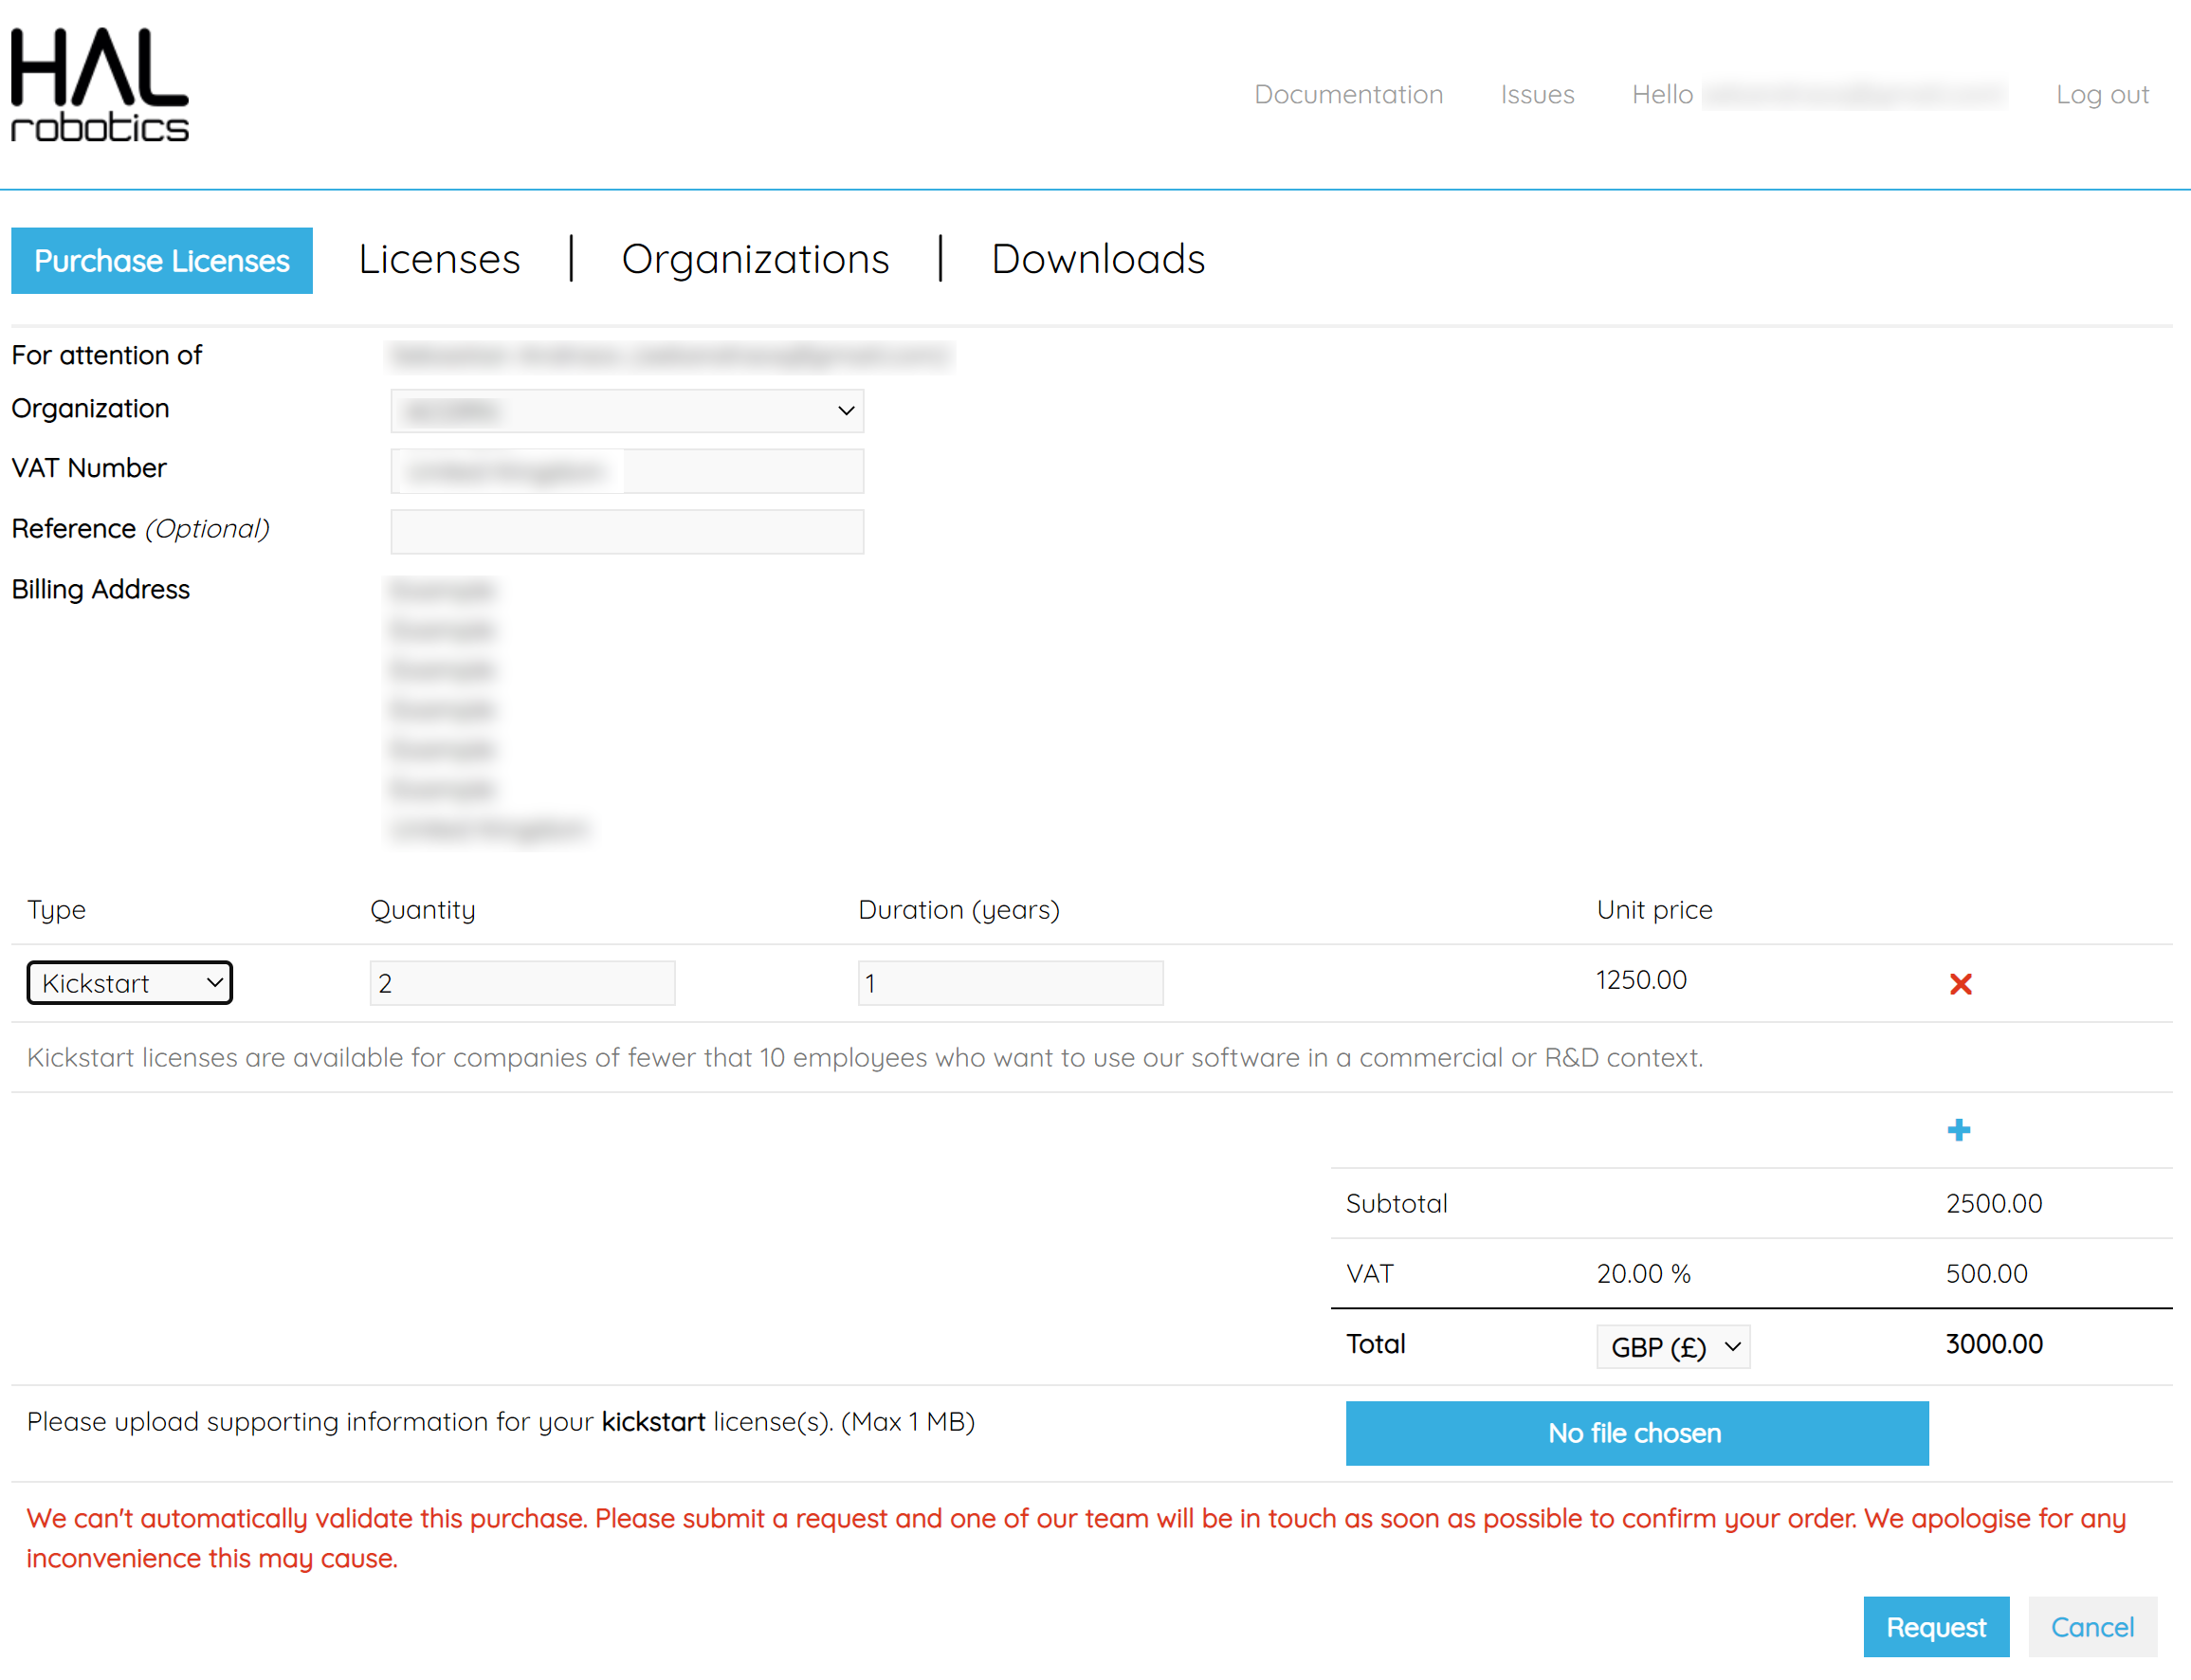 HAL
robotics
Documentation Issues Hello Log out
Purchase Licenses Licenses | Organizations | Downloads
For attention of
Organization
VAT Number
Reference (Optional)
Billing Address
Type Quantity Duration (years) Unit price
Kickstart 2 1 1250.00
Kickstart licenses are available for companies of fewer that 10 employees who want to use our software in a commercial or R&D context.
Subtotal 2500.00
VAT 20.00 % 500.00
Total GBP (£) 3000.00
Please upload supporting information for your kickstart license(s). (Max 1 MB) No file chosen
We can't automatically validate this purchase. Please submit a request and one of our team will be in touch as soon as possible to confirm your order. We apologise for any
inconvenience this may cause.
Request Cancel